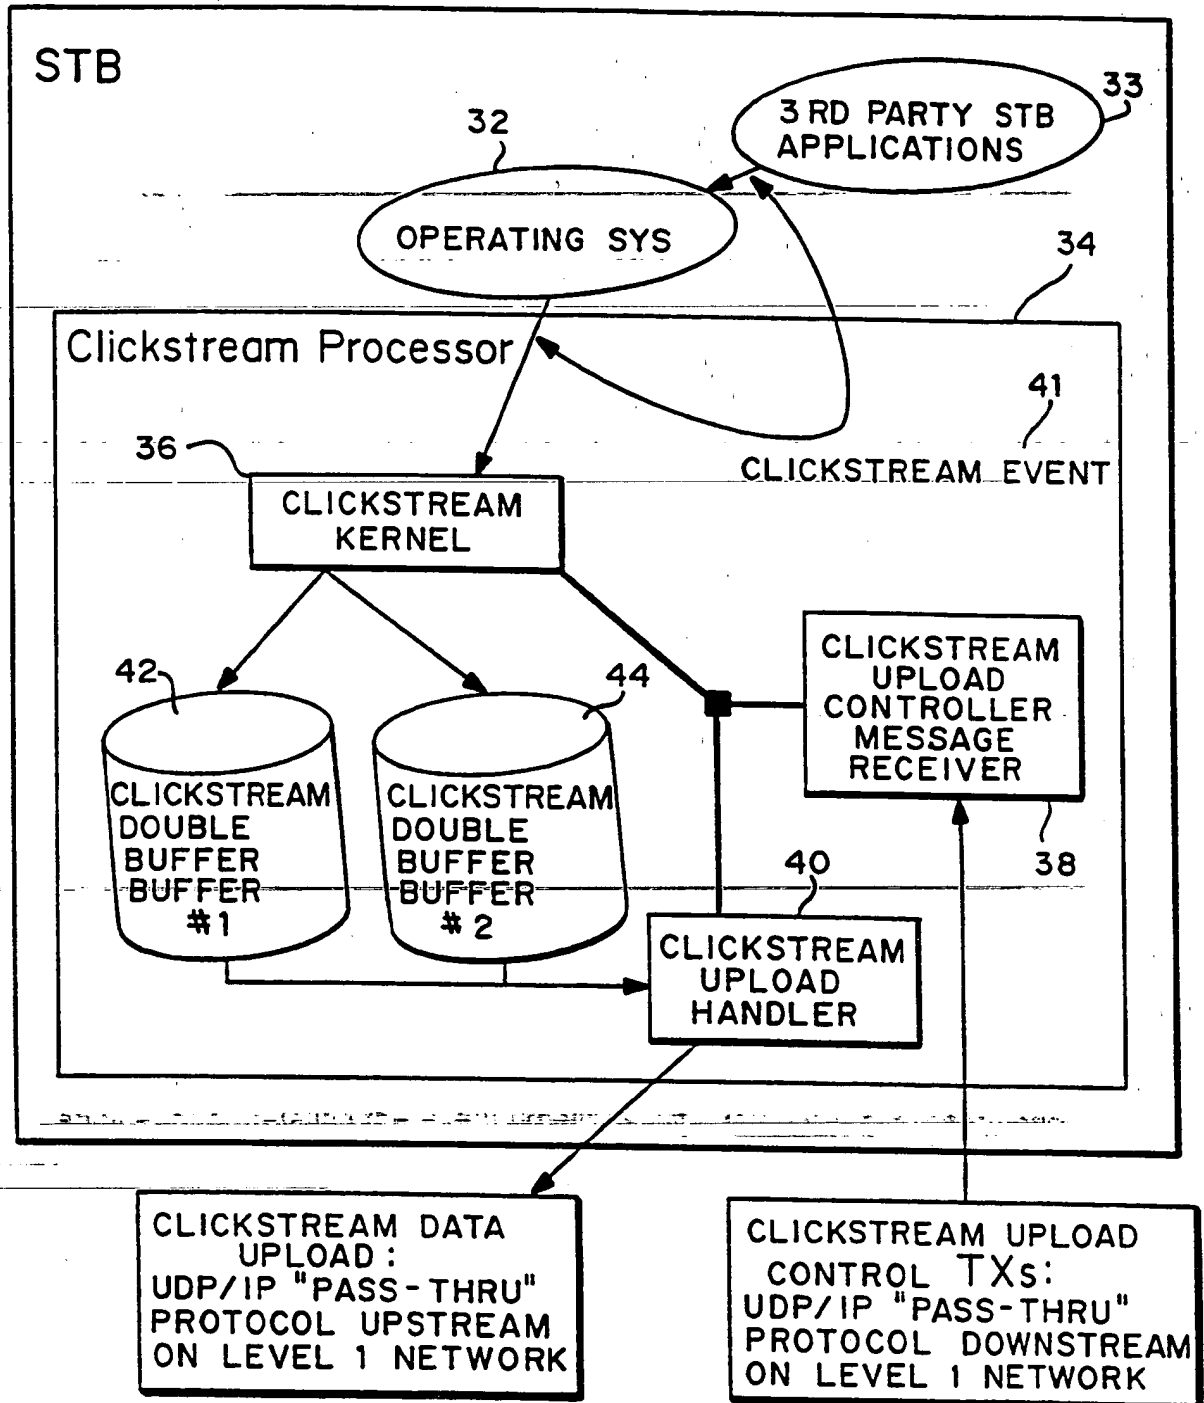 STB
33
3RD PARTY STB
APPLICATIONS
32
OPERATING SYS
34
Clickstream Processor
41
CLICKSTREAM EVENT
36
CLICKSTREAM
KERNEL
42
CLICKSTREAM
DOUBLE
BUFFER
BUFFER
#1
44
CLICKSTREAM
DOUBLE
BUFFER
BUFFER
#2
CLICKSTREAM
UPLOAD
CONTROLLER
MESSAGE
RECEIVER
38
40
CLICKSTREAM
UPLOAD
HANDLER
CLICKSTREAM DATA
UPLOAD:
UDP/IP "PASS-THRU"
PROTOCOL UPSTREAM
ON LEVEL 1 NETWORK
CLICKSTREAM UPLOAD
CONTROL TXs:
UDP/IP "PASS-THRU"
PROTOCOL DOWNSTREAM
ON LEVEL 1 NETWORK